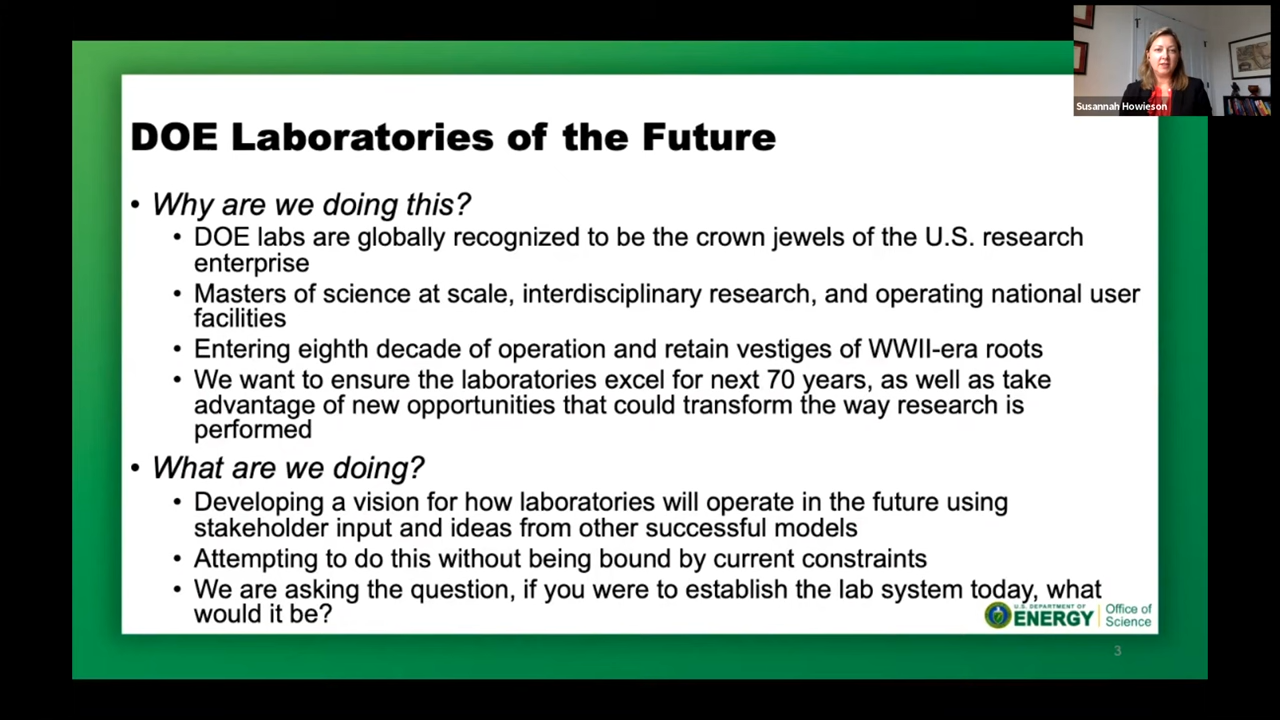 Susannah Howieson
DOE Laboratories of the Future
• Why are we doing this?
• DOE labs are globally recognized to be the crown jewels of the U.S. research
enterprise
• Masters of science at scale, interdisciplinary research, and operating national user
facilities
• Entering eighth decade of operation and retain vestiges of WWII-era roots
• We want to ensure the laboratories excel for next 70 years, as well as take
advantage of new opportunities that could transform the way research is
performed
• What are we doing?
• Developing a vision for how laboratories will operate in the future using
stakeholder input and ideas from other successful models
• Attempting to do this without being bound by current constraints
• We are asking the question, if you were to establish the lab system today, what
would it be?
U.S. DEPARTMENT OF
ENERGY
Office of
Science
3